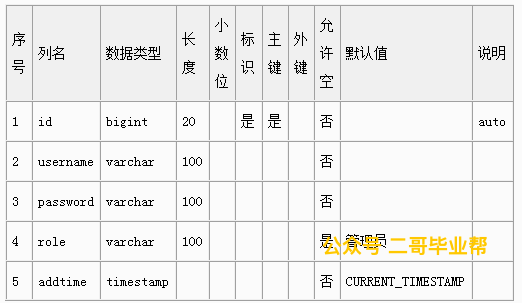 序号 列名 数据类型 长度 小数位 标识 主键 外键 允许空 默认值 说明
1 id bigint 20 是 是 否 auto
2 username varchar 100 否
3 password varchar 100 否
4 role varchar 100 是 管理员
公众号 二哥毕业帮
5 addtime timestamp 否 CURRENT_TIMESTAMP